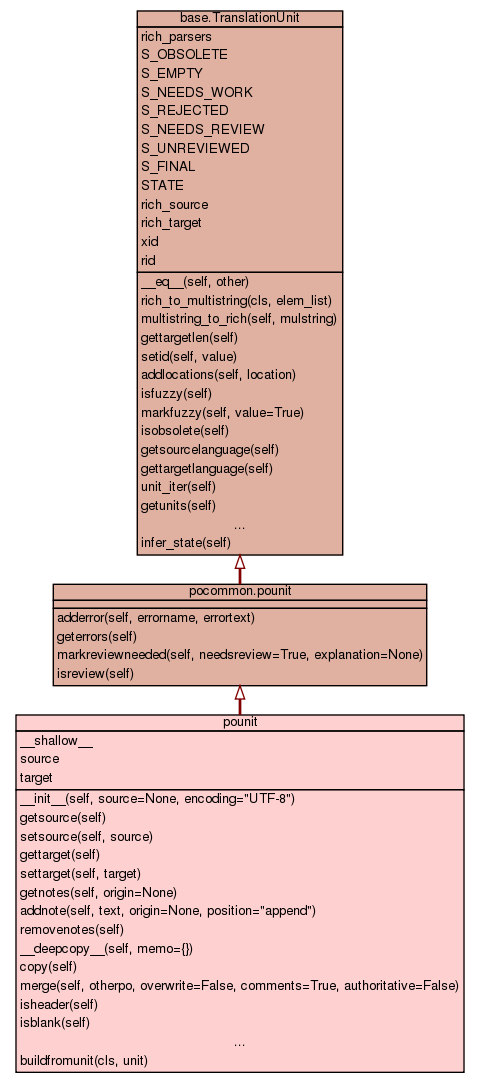 base.TranslationUnit
rich_parsers
S_OBSOLETE
S_EMPTY
S_NEEDS_WORK
S_REJECTED
S_NEEDS_REVIEW
S_UNREVIEWED
S_FINAL
STATE
rich_source
rich_target
xid
rid
__eq__(self, other)
rich_to_multistring(cls, elem_list)
multistring_to_rich(self, mulstring)
gettargetlen(self)
setid(self, value)
addlocations(self, location)
isfuzzy(self)
markfuzzy(self, value=True)
isobsolete(self)
getsourcelanguage(self)
gettargetlanguage(self)
unit_iter(self)
getunits(self)
...
infer_state(self)
pocommon.pounit
adderror(self, errorname, errortext)
geterrors(self)
markreviewneeded(self, needsreview=True, explanation=None)
isreview(self)
pounit
__shallow__
source
target
__init__(self, source=None, encoding="UTF-8")
getsource(self)
setsource(self, source)
gettarget(self)
settarget(self, target)
getnotes(self, origin=None)
addnote(self, text, origin=None, position="append")
removenotes(self)
__deepcopy__(self, memo={})
copy(self)
merge(self, otherpo, overwrite=False, comments=True, authoritative=False)
isheader(self)
isblank(self)
...
buildfromunit(cls, unit)